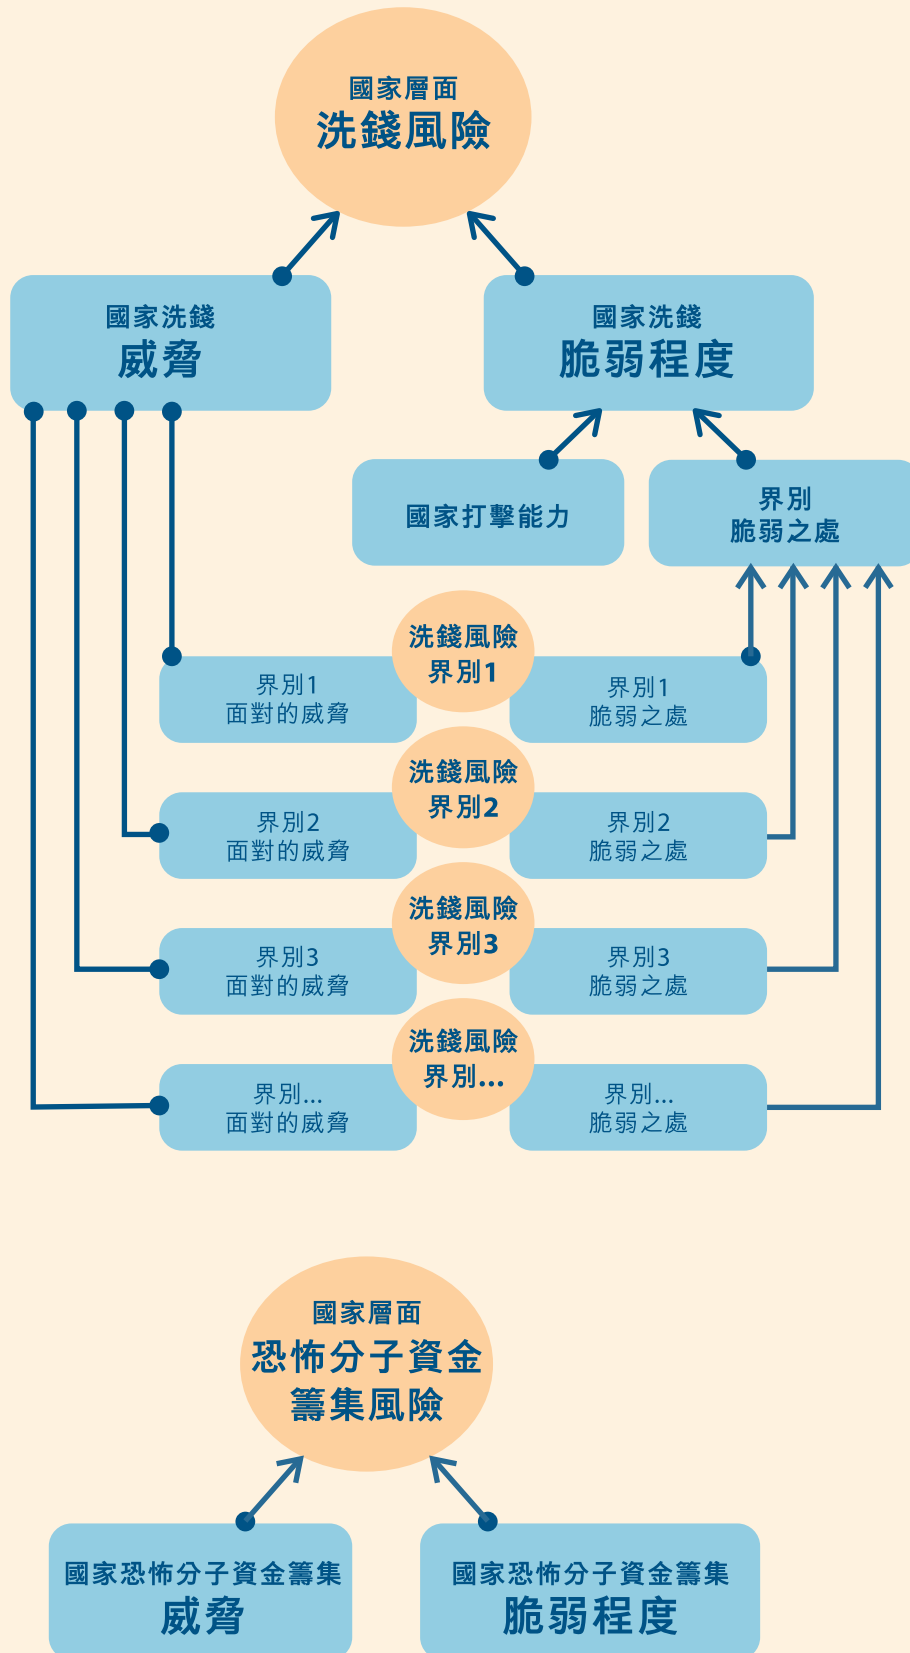 國家層面
洗錢風險
國家洗錢
威脅
國家洗錢
脆弱程度
國家打擊能力
界別
脆弱之處
洗錢風險
界別1
界別1
面對的威脅
界別1
脆弱之處
洗錢風險
界別2
界別2
面對的威脅
界別2
脆弱之處
洗錢風險
界別3
界別3
面對的威脅
界別3
脆弱之處
洗錢風險
界別...
界別...
面對的威脅
界別...
脆弱之處
國家層面
恐怖分子資金
籌集風險
國家恐怖分子資金籌集
威脅
國家恐怖分子資金籌集
脆弱程度